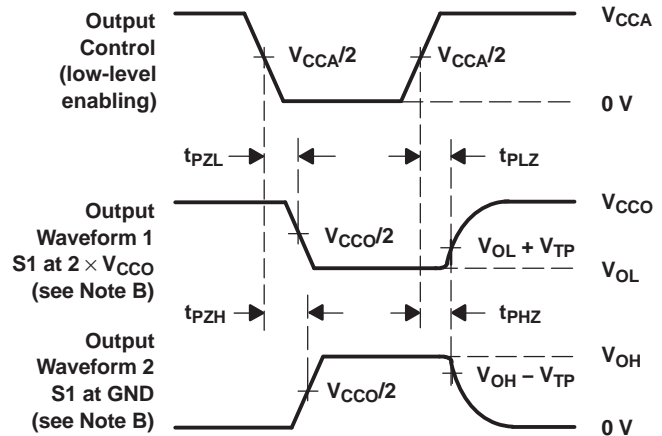 Output
Control
(low-level
enabling)
V_CCA/2
V_CCA/2
V_CCA
0 V
t_PZL
t_PLZ
Output
Waveform 1
S1 at 2 × V_CCO
(see Note B)
V_CCO/2
V_CCO
V_OL + V_TP
V_OL
t_PZH
t_PHZ
Output
Waveform 2
S1 at GND
(see Note B)
V_CCO/2
V_OH
V_OH − V_TP
0 V